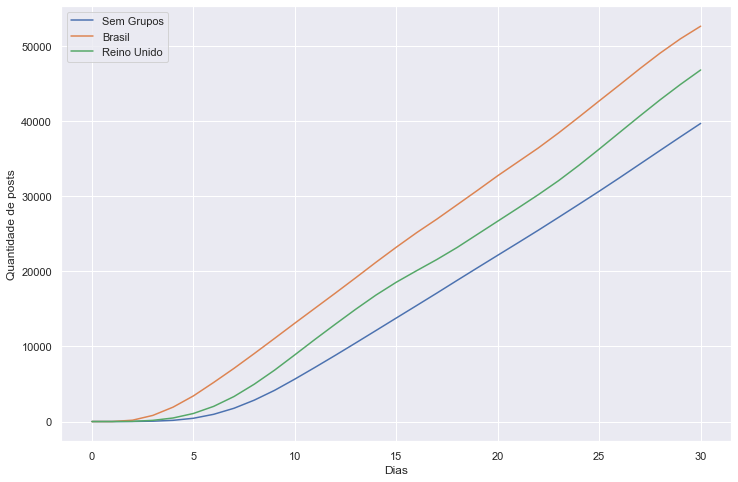 Sem Grupos
Brasil
Reino Unido
50000
40000
30000
20000
10000
0
Quantidade de posts
0 5 10 15 20 25 30
Dias